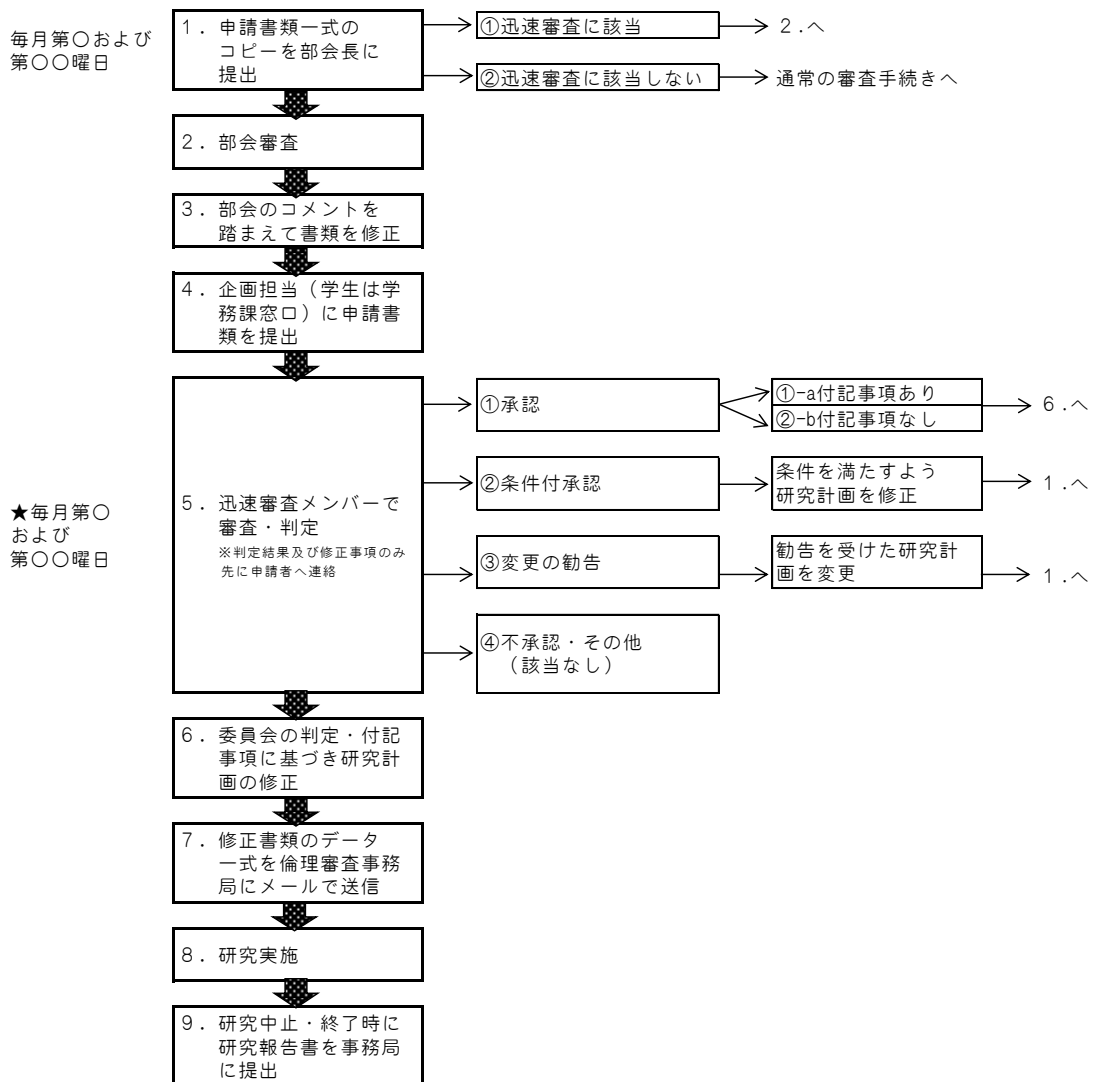 毎月第〇および
第〇〇曜日
1．申請書類一式の
コピーを部会長に
提出
①迅速審査に該当
2.へ
②迅速審査に該当しない
通常の審査手続きへ
2．部会審査
3．部会のコメントを
踏まえて書類を修正
4．企画担当（学生は学
務課窓口）に申請書
類を提出
★毎月第〇
および
第〇〇曜日
5．迅速審査メンバーで
審査・判定
※判定結果及び修正事項のみ
先に申請者へ連絡
①承認
①-a付記事項あり
②-b付記事項なし
6.へ
②条件付承認
条件を満たすよう
研究計画を修正
1.へ
③変更の勧告
勧告を受けた研究計
画を変更
1.へ
④不承認・その他
（該当なし）
6．委員会の判定・付記
事項に基づき研究計
画の修正
7．修正書類のデータ
一式を倫理審査事務
局にメールで送信
8．研究実施
9．研究中止・終了時に
研究報告書を事務局
に提出